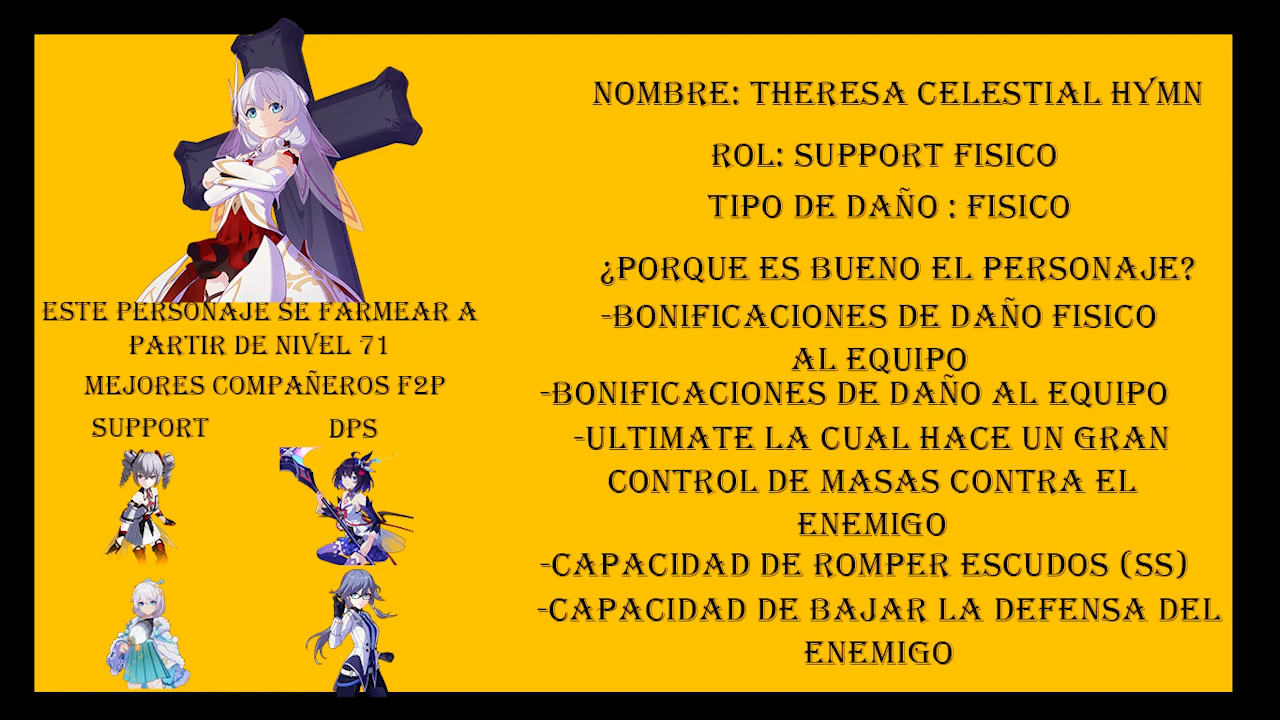 NOMBRE: THERESA CELESTIAL HYMN
ROL: SUPPORT FISICO
TIPO DE DAÑO : FISICO
¿PORQUE ES BUENO EL PERSONAJE?
-BONIFICACIONES DE DAÑO FISICO
AL EQUIPO
-BONIFICACIONES DE DAÑO AL EQUIPO
-ULTIMATE LA CUAL HACE UN GRAN
CONTROL DE MASAS CONTRA EL
ENEMIGO
-CAPACIDAD DE ROMPER ESCUDOS (SS)
-CAPACIDAD DE BAJAR LA DEFENSA DEL
ENEMIGO
ESTE PERSONAJE SE FARMEAR A
PARTIR DE NIVEL 71
MEJORES COMPAÑEROS F2P
SUPPORT
DPS